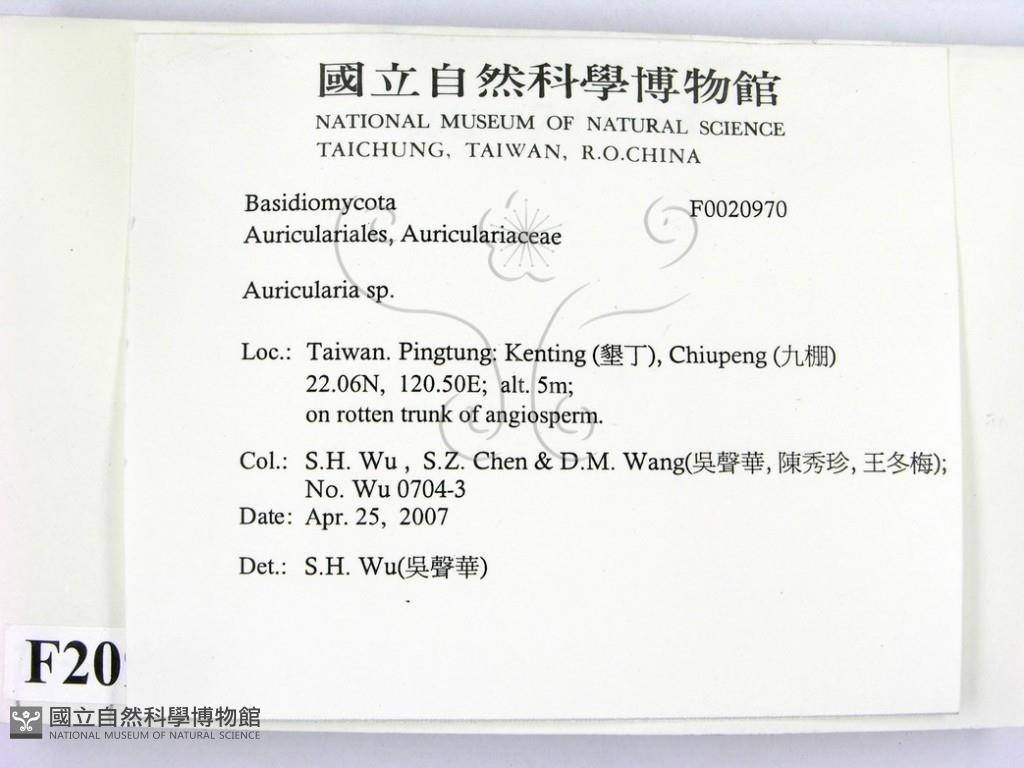 國立自然科學博物館
NATIONAL MUSEUM OF NATURAL SCIENCE
TAICHUNG, TAIWAN, R.O.CHINA
Basidiomycota F0020970
Auriculariales, Auriculariaceae
Auricularia sp.
Loc.: Taiwan. Pingtung: Kenting (墾丁), Chiupeng (九棚)
22.06N, 120.50E; alt. 5m;
on rotten trunk of angiosperm.
Col.: S.H. Wu , S.Z. Chen & D.M. Wang(吳聲華, 陳秀珍, 王冬梅);
No. Wu 0704-3
Date: Apr. 25, 2007
Det.: S.H. Wu(吳聲華)
F20
國立自然科學博物館
NATIONAL MUSEUM OF NATURAL SCIENCE